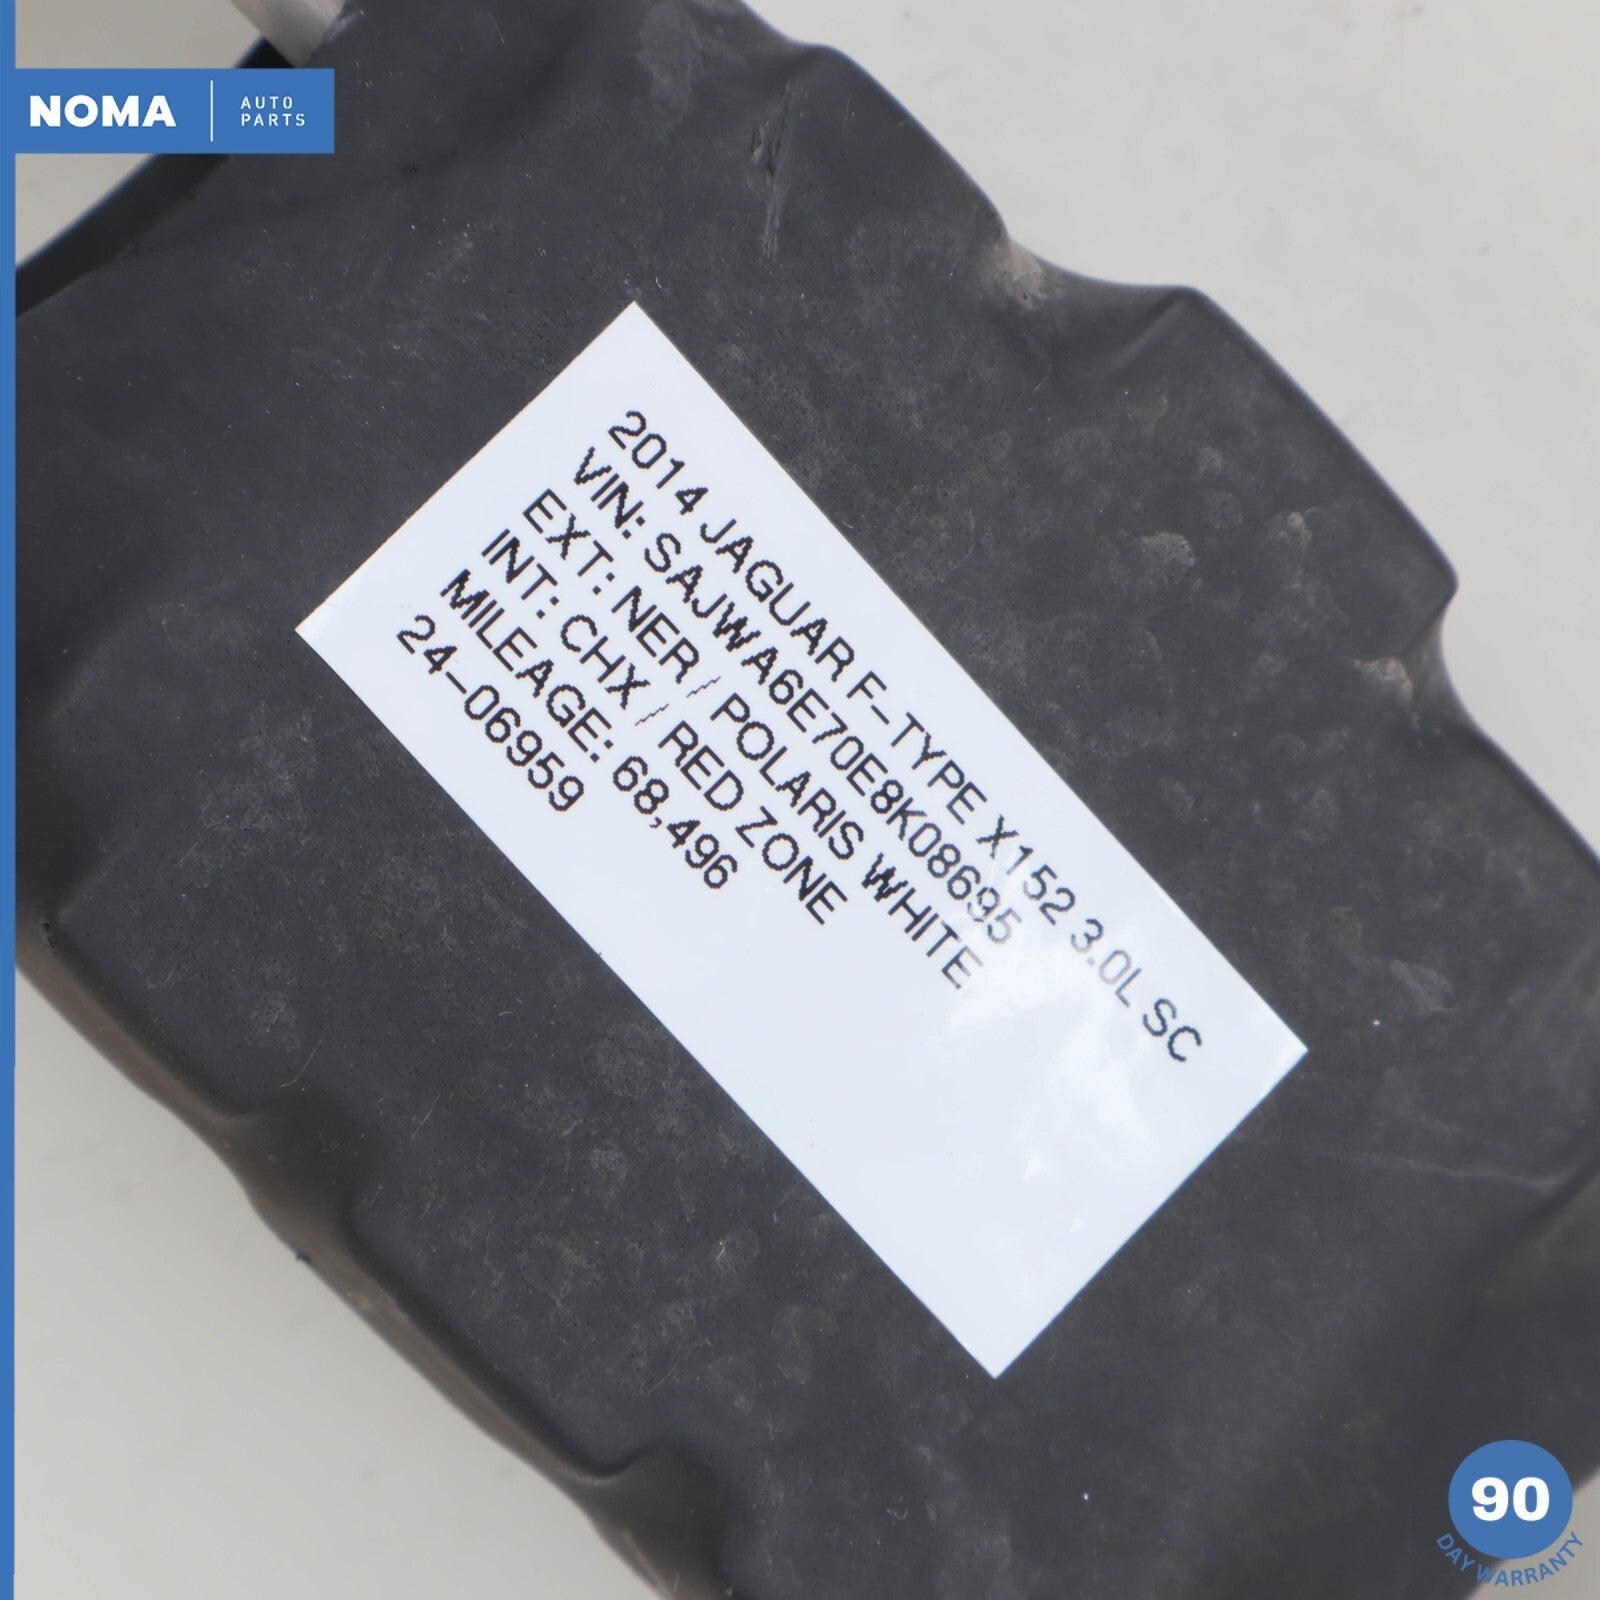 NOMA
AUTO
PARTS
2014 JAGUAR F-TYPE X152 3.0L SC
VIN: SAJWA6E70E8K08695
EXT: NER / POLARIS WHITE
INT: CHX / RED ZONE
MILEAGE: 68,496
24-06959
90
DAY WARRANTY